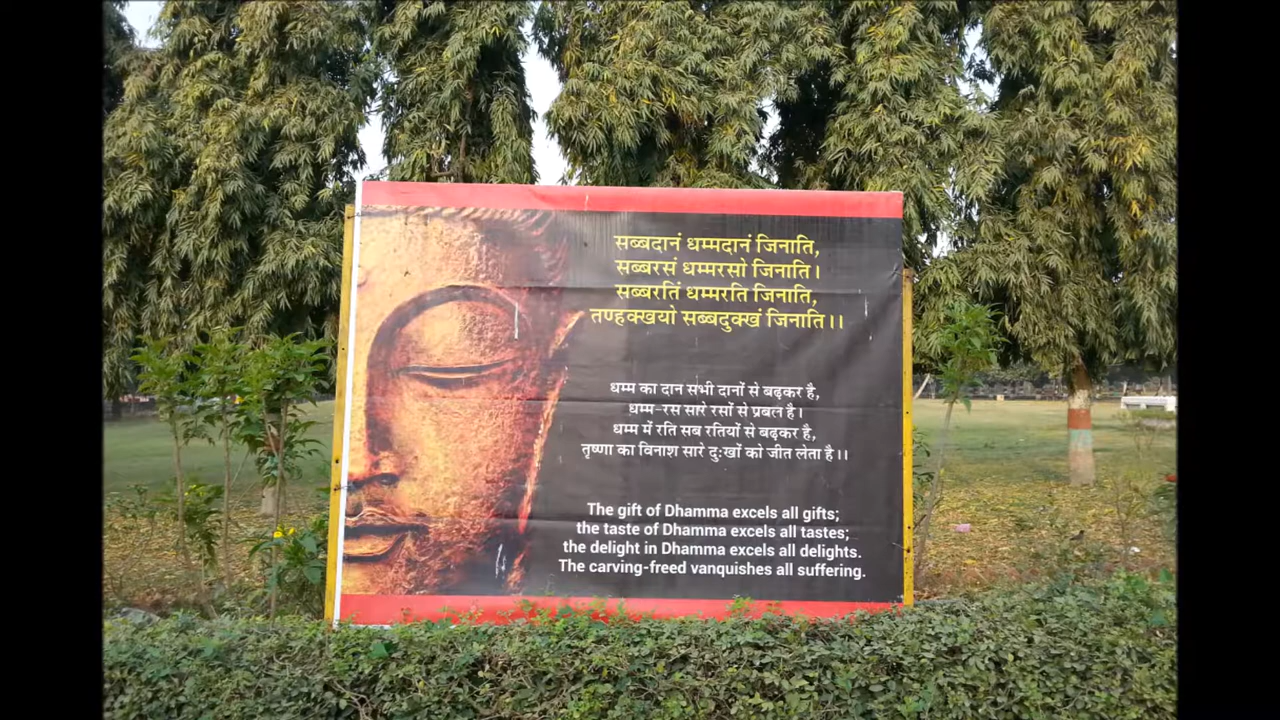 सब्बदानं धम्मदानं जिनाति,
सब्बरसं धम्मरसो जिनाति।
सब्बरतिं धम्मरति जिनाति,
तण्हक्खयो सब्बदुक्खं जिनाति।।
धम्म का दान सभी दानों से बढ़कर है,
धम्म-रस सारे रसों से प्रबल है।
धम्म में रति सब रतियों से बढ़कर है,
तृष्णा का विनाश सारे दुःखों को जीत लेता है।।
The gift of Dhamma excels all gifts;
the taste of Dhamma excels all tastes;
the delight in Dhamma excels all delights.
The carving-freed vanquishes all suffering.